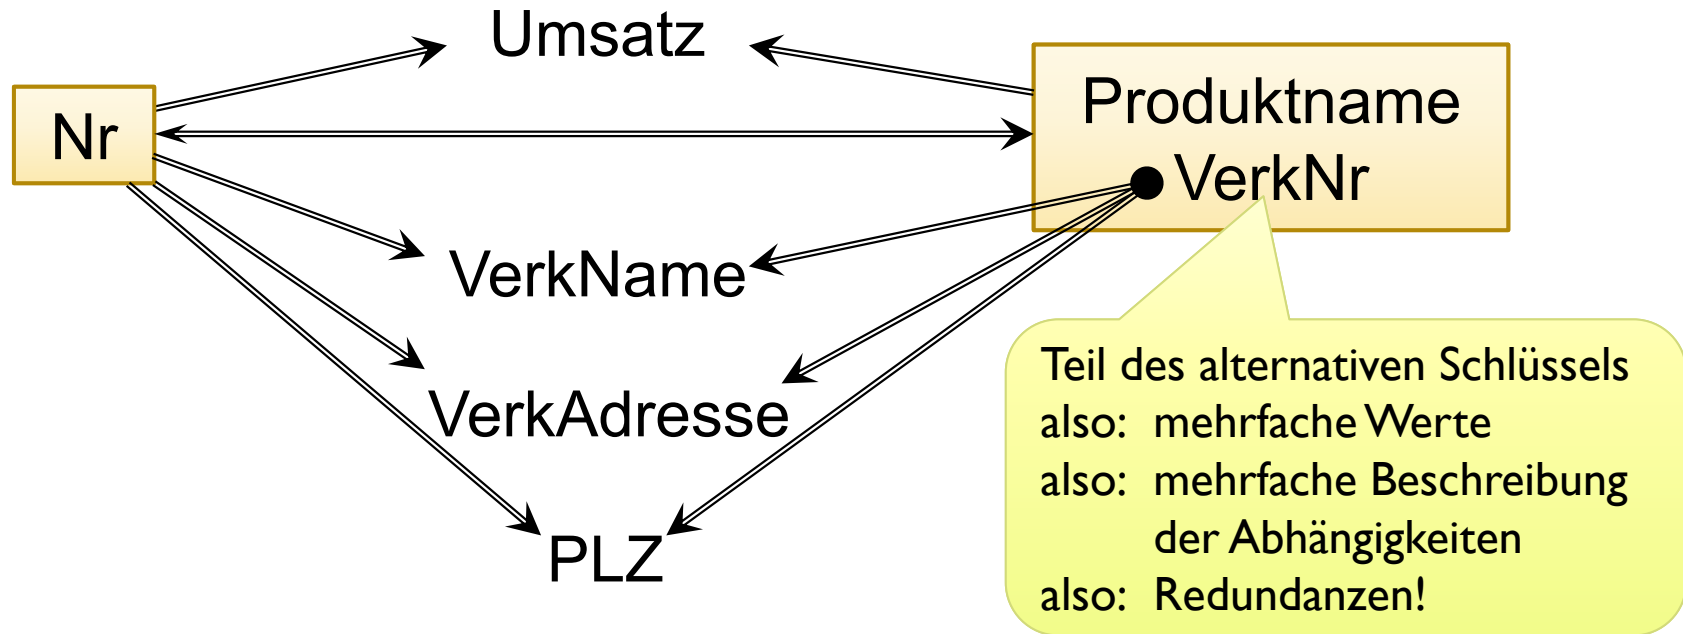 Umsatz
Nr
Produktname
VerkNr
VerkName
VerkAdresse
PLZ
Teil des alternativen Schlüssels
also: mehrfache Werte
also: mehrfache Beschreibung
der Abhängigkeiten
also: Redundanzen!